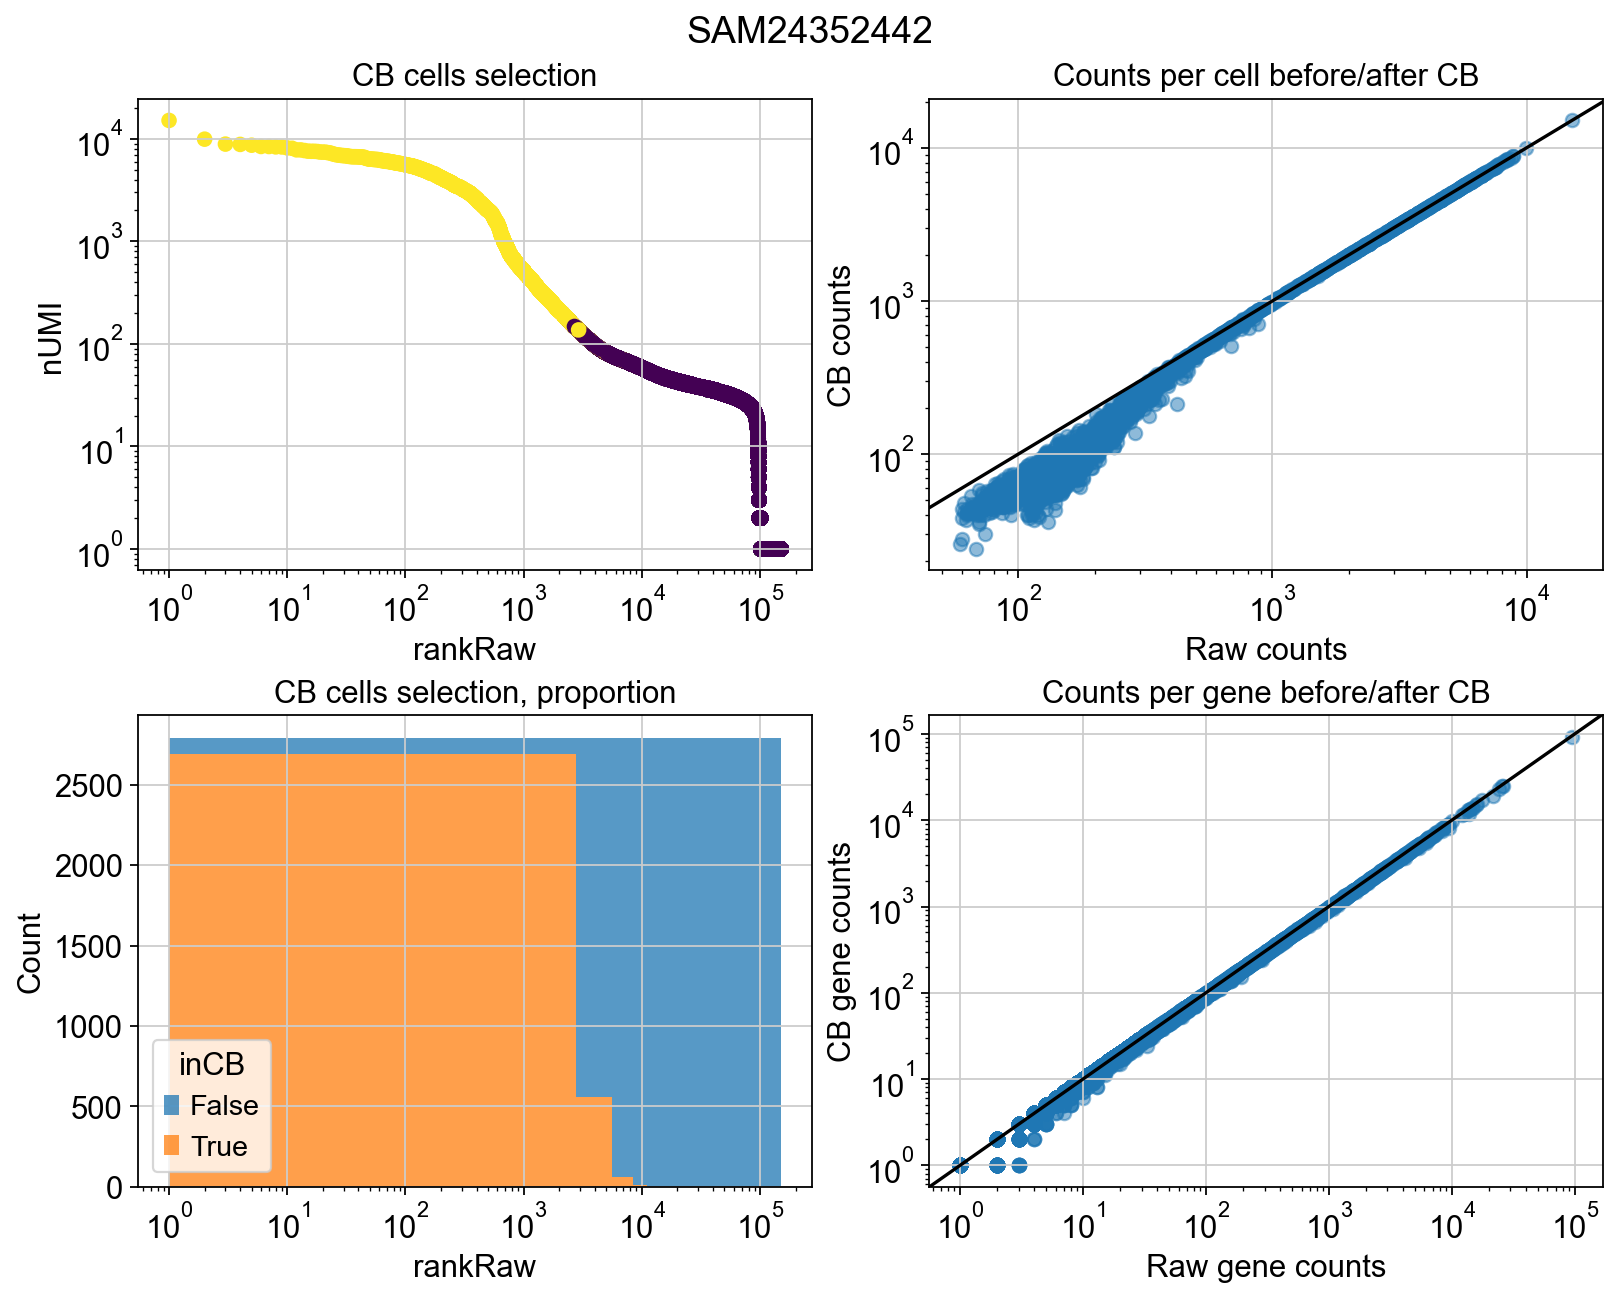 SAM24352442
CB cells selection
nUMI
10^4
10^3
10^2
10^1
10^0
10^0 10^1 10^2 10^3 10^4 10^5
rankRaw
Counts per cell before/after CB
CB counts
10^4
10^3
10^2
10^2 10^3 10^4
Raw counts
CB cells selection, proportion
Count
2500
2000
1500
1000
500
0
inCB
False
True
10^0 10^1 10^2 10^3 10^4 10^5
rankRaw
Counts per gene before/after CB
CB gene counts
10^5
10^4
10^3
10^2
10^1
10^0
10^0 10^1 10^2 10^3 10^4 10^5
Raw gene counts